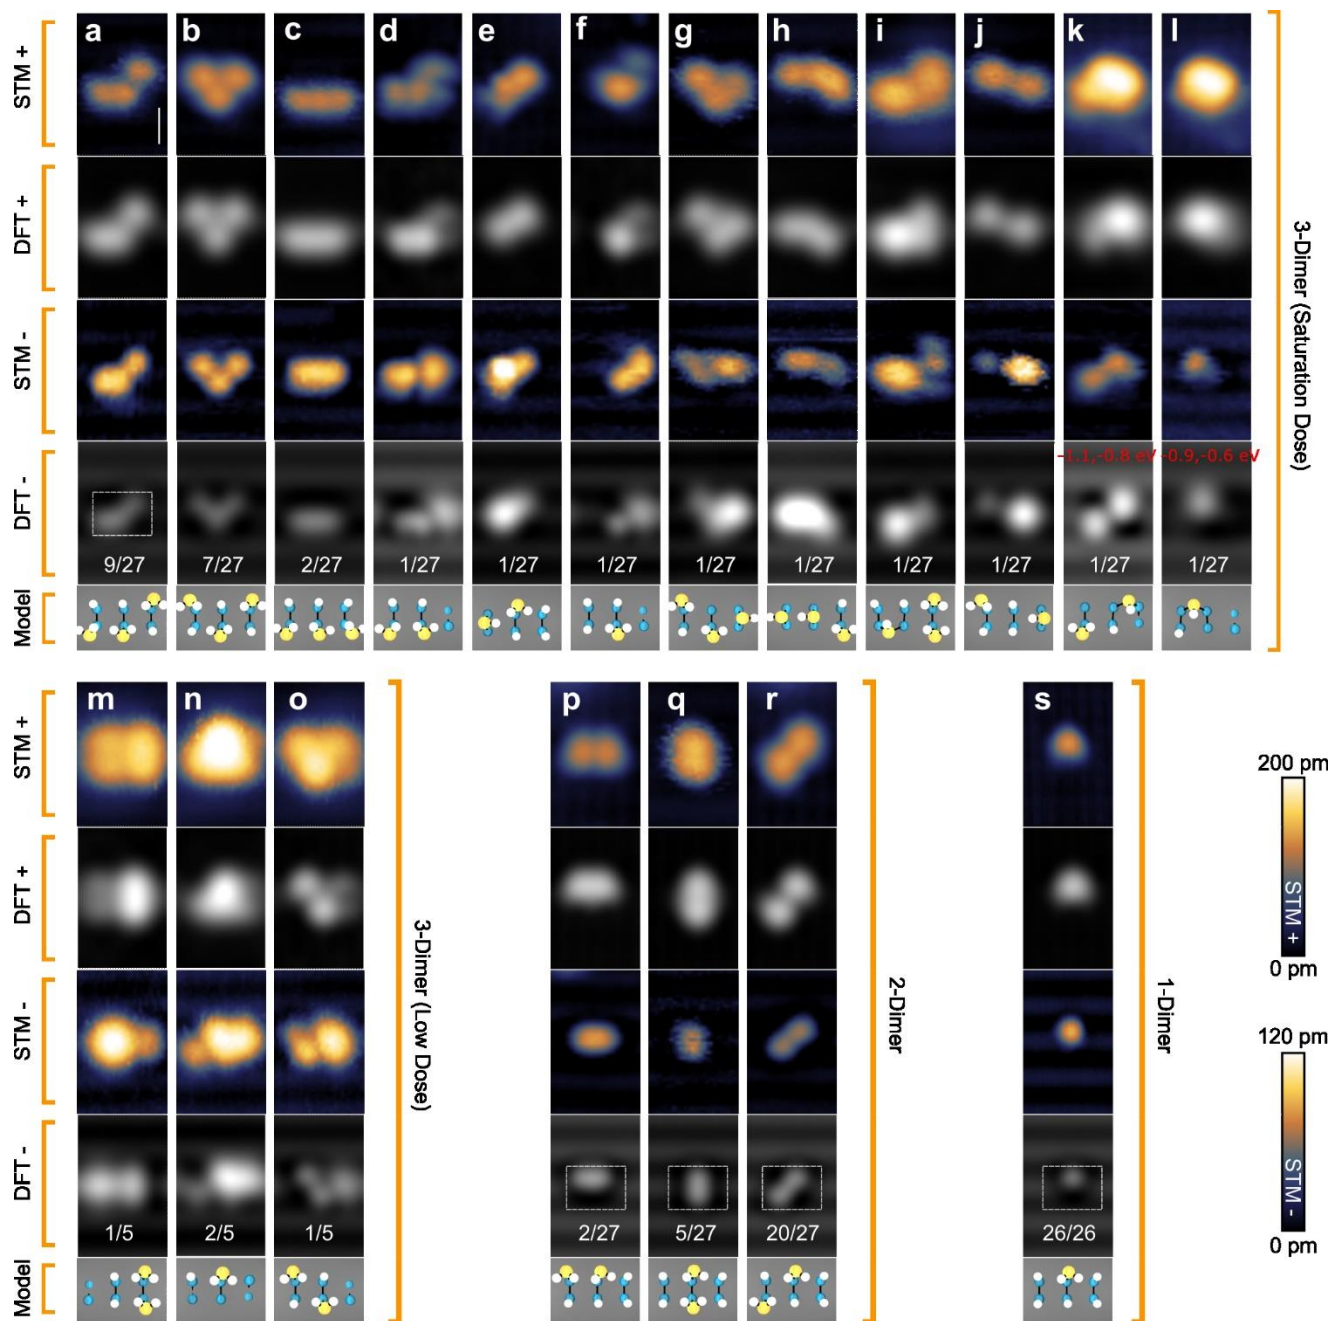 a b c d e f g h i j k l
STM +
DFT +
STM -
DFT -
-1.1,-0.8 eV -0.9,-0.6 eV
9/27 7/27 2/27 1/27 1/27 1/27 1/27 1/27 1/27 1/27 1/27 1/27
Model
3-Dimer (Saturation Dose)
m n o p q r s
STM +
DFT +
STM -
DFT -
1/5 2/5 1/5 2/27 5/27 20/27 26/26
Model
3-Dimer (Low Dose)
2-Dimer
1-Dimer
200 pm
STM +
0 pm
120 pm
STM -
0 pm